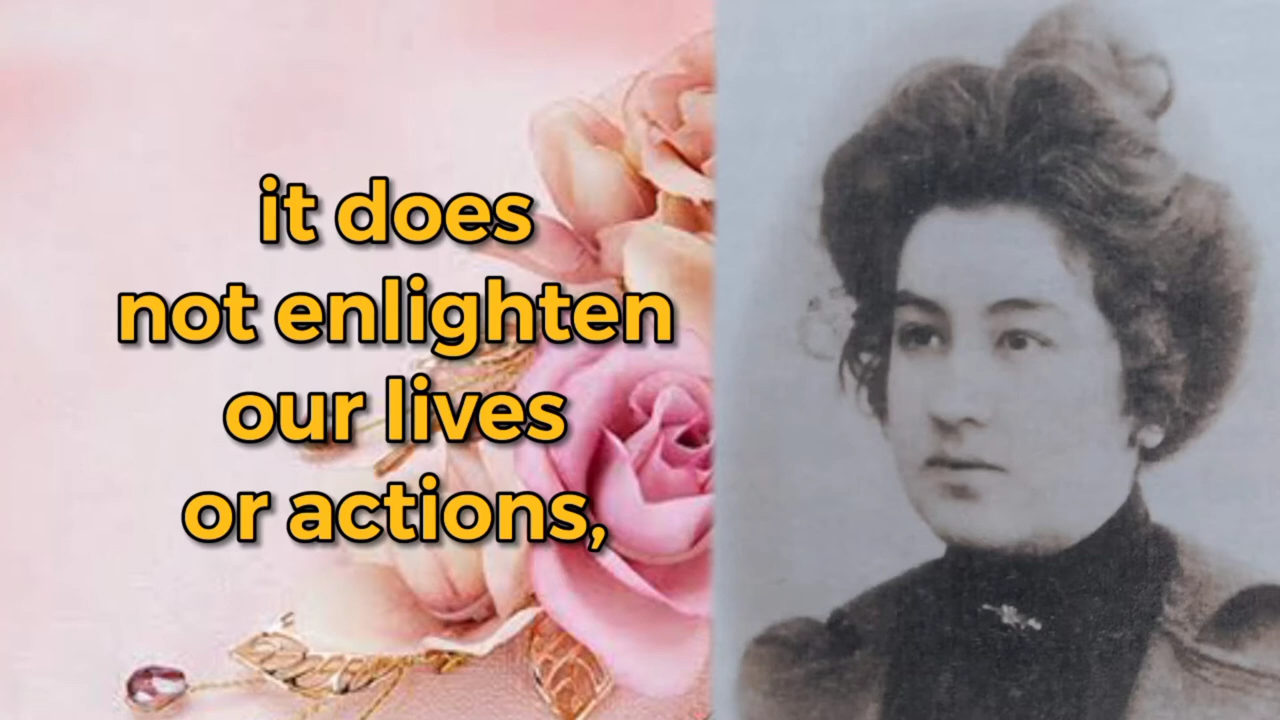 it does
not enlighten
our lives
or actions,